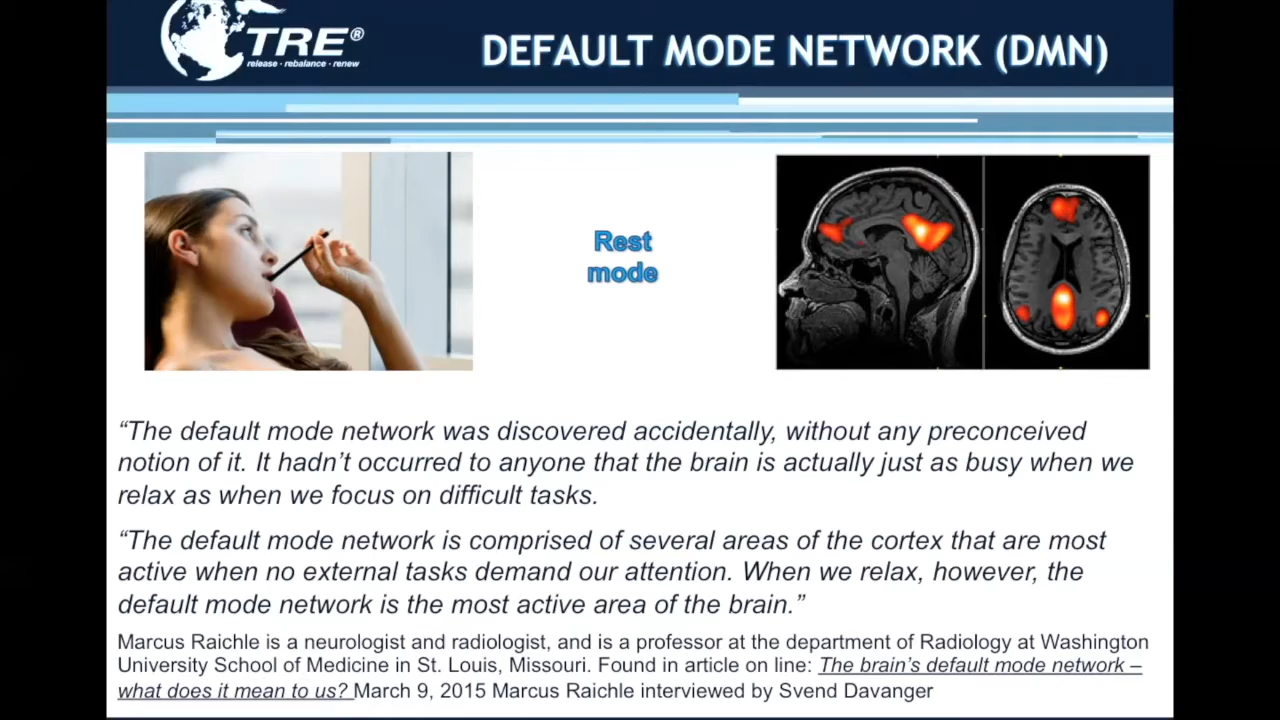 TRE®
release · rebalance · renew
DEFAULT MODE NETWORK (DMN)
Rest
mode
“The default mode network was discovered accidentally, without any preconceived
notion of it. It hadn’t occurred to anyone that the brain is actually just as busy when we
relax as when we focus on difficult tasks.
“The default mode network is comprised of several areas of the cortex that are most
active when no external tasks demand our attention. When we relax, however, the
default mode network is the most active area of the brain.”
Marcus Raichle is a neurologist and radiologist, and is a professor at the department of Radiology at Washington
University School of Medicine in St. Louis, Missouri. Found in article on line: The brain’s default mode network –
what does it mean to us? March 9, 2015 Marcus Raichle interviewed by Svend Davanger